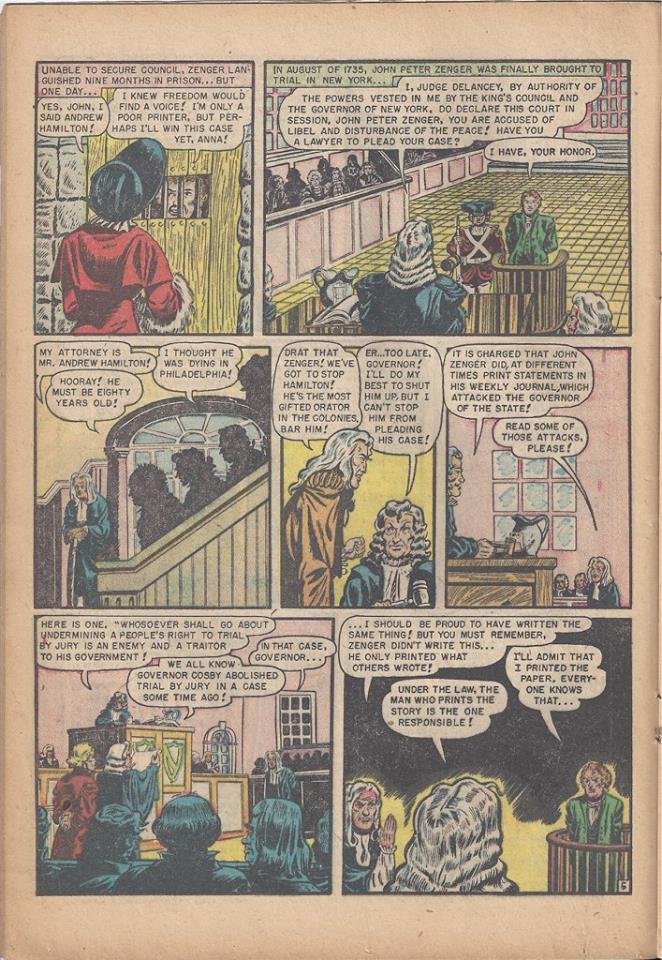 UNABLE TO SECURE COUNCIL, ZENGER LAN-
GUISHED NINE MONTHS IN PRISON... BUT
ONE DAY...
YES, JOHN, I
SAID ANDREW
HAMILTON!
I KNEW FREEDOM WOULD
FIND A VOICE! I'M ONLY A
POOR PRINTER, BUT PER-
HAPS I'LL WIN THIS CASE
YET, ANNA!
IN AUGUST OF 1735, JOHN PETER ZENGER WAS FINALLY BROUGHT TO
TRIAL IN NEW YORK...
I, JUDGE DELANCEY, BY AUTHORITY OF
THE POWERS VESTED IN ME BY THE KING'S COUNCIL AND
THE GOVERNOR OF NEW YORK, DO DECLARE THIS COURT IN
SESSION, JOHN PETER ZENGER, YOU ARE ACCUSED OF
LIBEL AND DISTURBANCE OF THE PEACE! HAVE YOU
A LAWYER TO PLEAD YOUR CASE?
I HAVE, YOUR HONOR.
MY ATTORNEY IS
MR. ANDREW HAMILTON!
HOORAY! HE
MUST BE EIGHTY
YEARS OLD!
I THOUGHT HE
WAS DYING IN
PHILADELPHIA!
DRAT THAT
ZENGER! WE'VE
GOT TO STOP
HAMILTON!
HE'S THE MOST
GIFTED ORATOR
IN THE COLONIES.
BAR HIM!
ER...TOO LATE,
GOVERNOR!
I'LL DO MY
BEST TO SHUT
HIM UP, BUT I
CAN'T STOP
HIM FROM
PLEADING
HIS CASE!
IT IS CHARGED THAT JOHN
ZENGER DID, AT DIFFERENT
TIMES PRINT STATEMENTS IN
HIS WEEKLY JOURNAL, WHICH
ATTACKED THE GOVERNOR
OF THE STATE!
READ SOME OF
THOSE ATTACKS,
PLEASE!
HERE IS ONE, "WHOSOEVER SHALL GO ABOUT
UNDERMINING A PEOPLE'S RIGHT TO TRIAL
BY JURY IS AN ENEMY AND A TRAITOR
TO HIS GOVERNMENT!
WE ALL KNOW
GOVERNOR COSBY ABOLISHED
TRIAL BY JURY IN A CASE
SOME TIME AGO!
IN THAT CASE,
GOVERNOR...
...I SHOULD BE PROUD TO HAVE WRITTEN THE
SAME THING! BUT YOU MUST REMEMBER,
ZENGER DIDN'T WRITE THIS...
HE ONLY PRINTED WHAT
OTHERS WROTE!
UNDER THE LAW, THE
MAN WHO PRINTS THE
STORY IS THE ONE
RESPONSIBLE!
I'LL ADMIT THAT
I PRINTED THE
PAPER. EVERY-
ONE KNOWS
THAT...
5